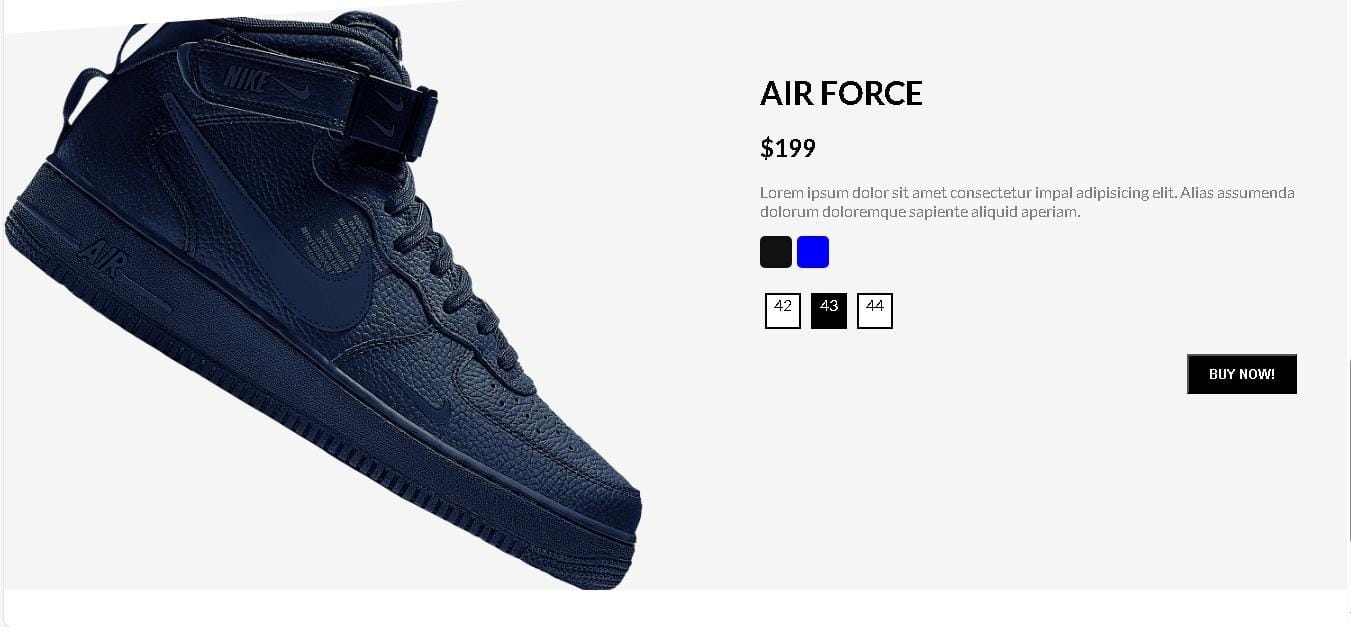 NIKE
AIR
AIR FORCE
$199
Lorem ipsum dolor sit amet consectetur impal adipisicing elit. Alias assumenda
dolorum doloremque sapiente aliquid aperiam.
42 43 44
BUY NOW!